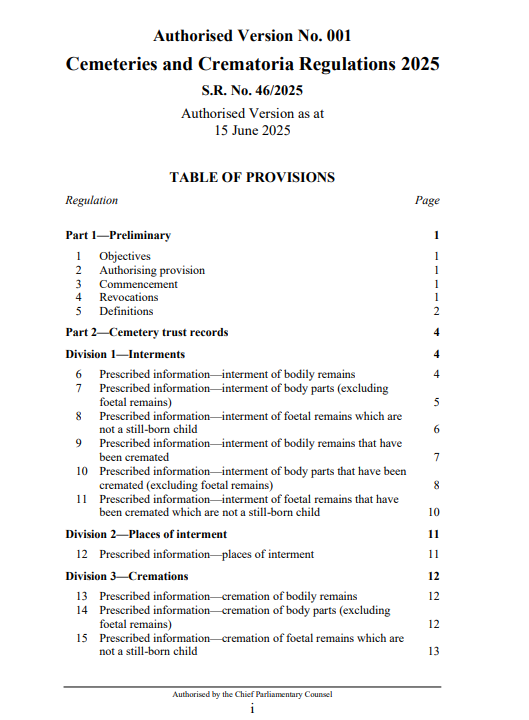 Authorised Version No. 001
Cemeteries and Crematoria Regulations 2025
S.R. No. 46/2025
Authorised Version as at
15 June 2025
TABLE OF PROVISIONS
Regulation Page
Part 1—Preliminary 1
1 Objectives 1
2 Authorising provision 1
3 Commencement 1
4 Revocations 1
5 Definitions 2
Part 2—Cemetery trust records 4
Division 1—Interments 4
6 Prescribed information—interment of bodily remains 4
7 Prescribed information—interment of body parts (excluding
foetal remains) 5
8 Prescribed information—interment of foetal remains which are
not a still-born child 6
9 Prescribed information—interment of bodily remains that have
been cremated 7
10 Prescribed information—interment of body parts that have been
cremated (excluding foetal remains) 8
11 Prescribed information—interment of foetal remains that have
been cremated which are not a still-born child 10
Division 2—Places of interment 11
12 Prescribed information—places of interment 11
Division 3—Cremations 12
13 Prescribed information—cremation of bodily remains 12
14 Prescribed information—cremation of body parts (excluding
foetal remains) 12
15 Prescribed information—cremation of foetal remains which are
not a still-born child 13
Authorised by the Chief Parliamentary Counsel
i